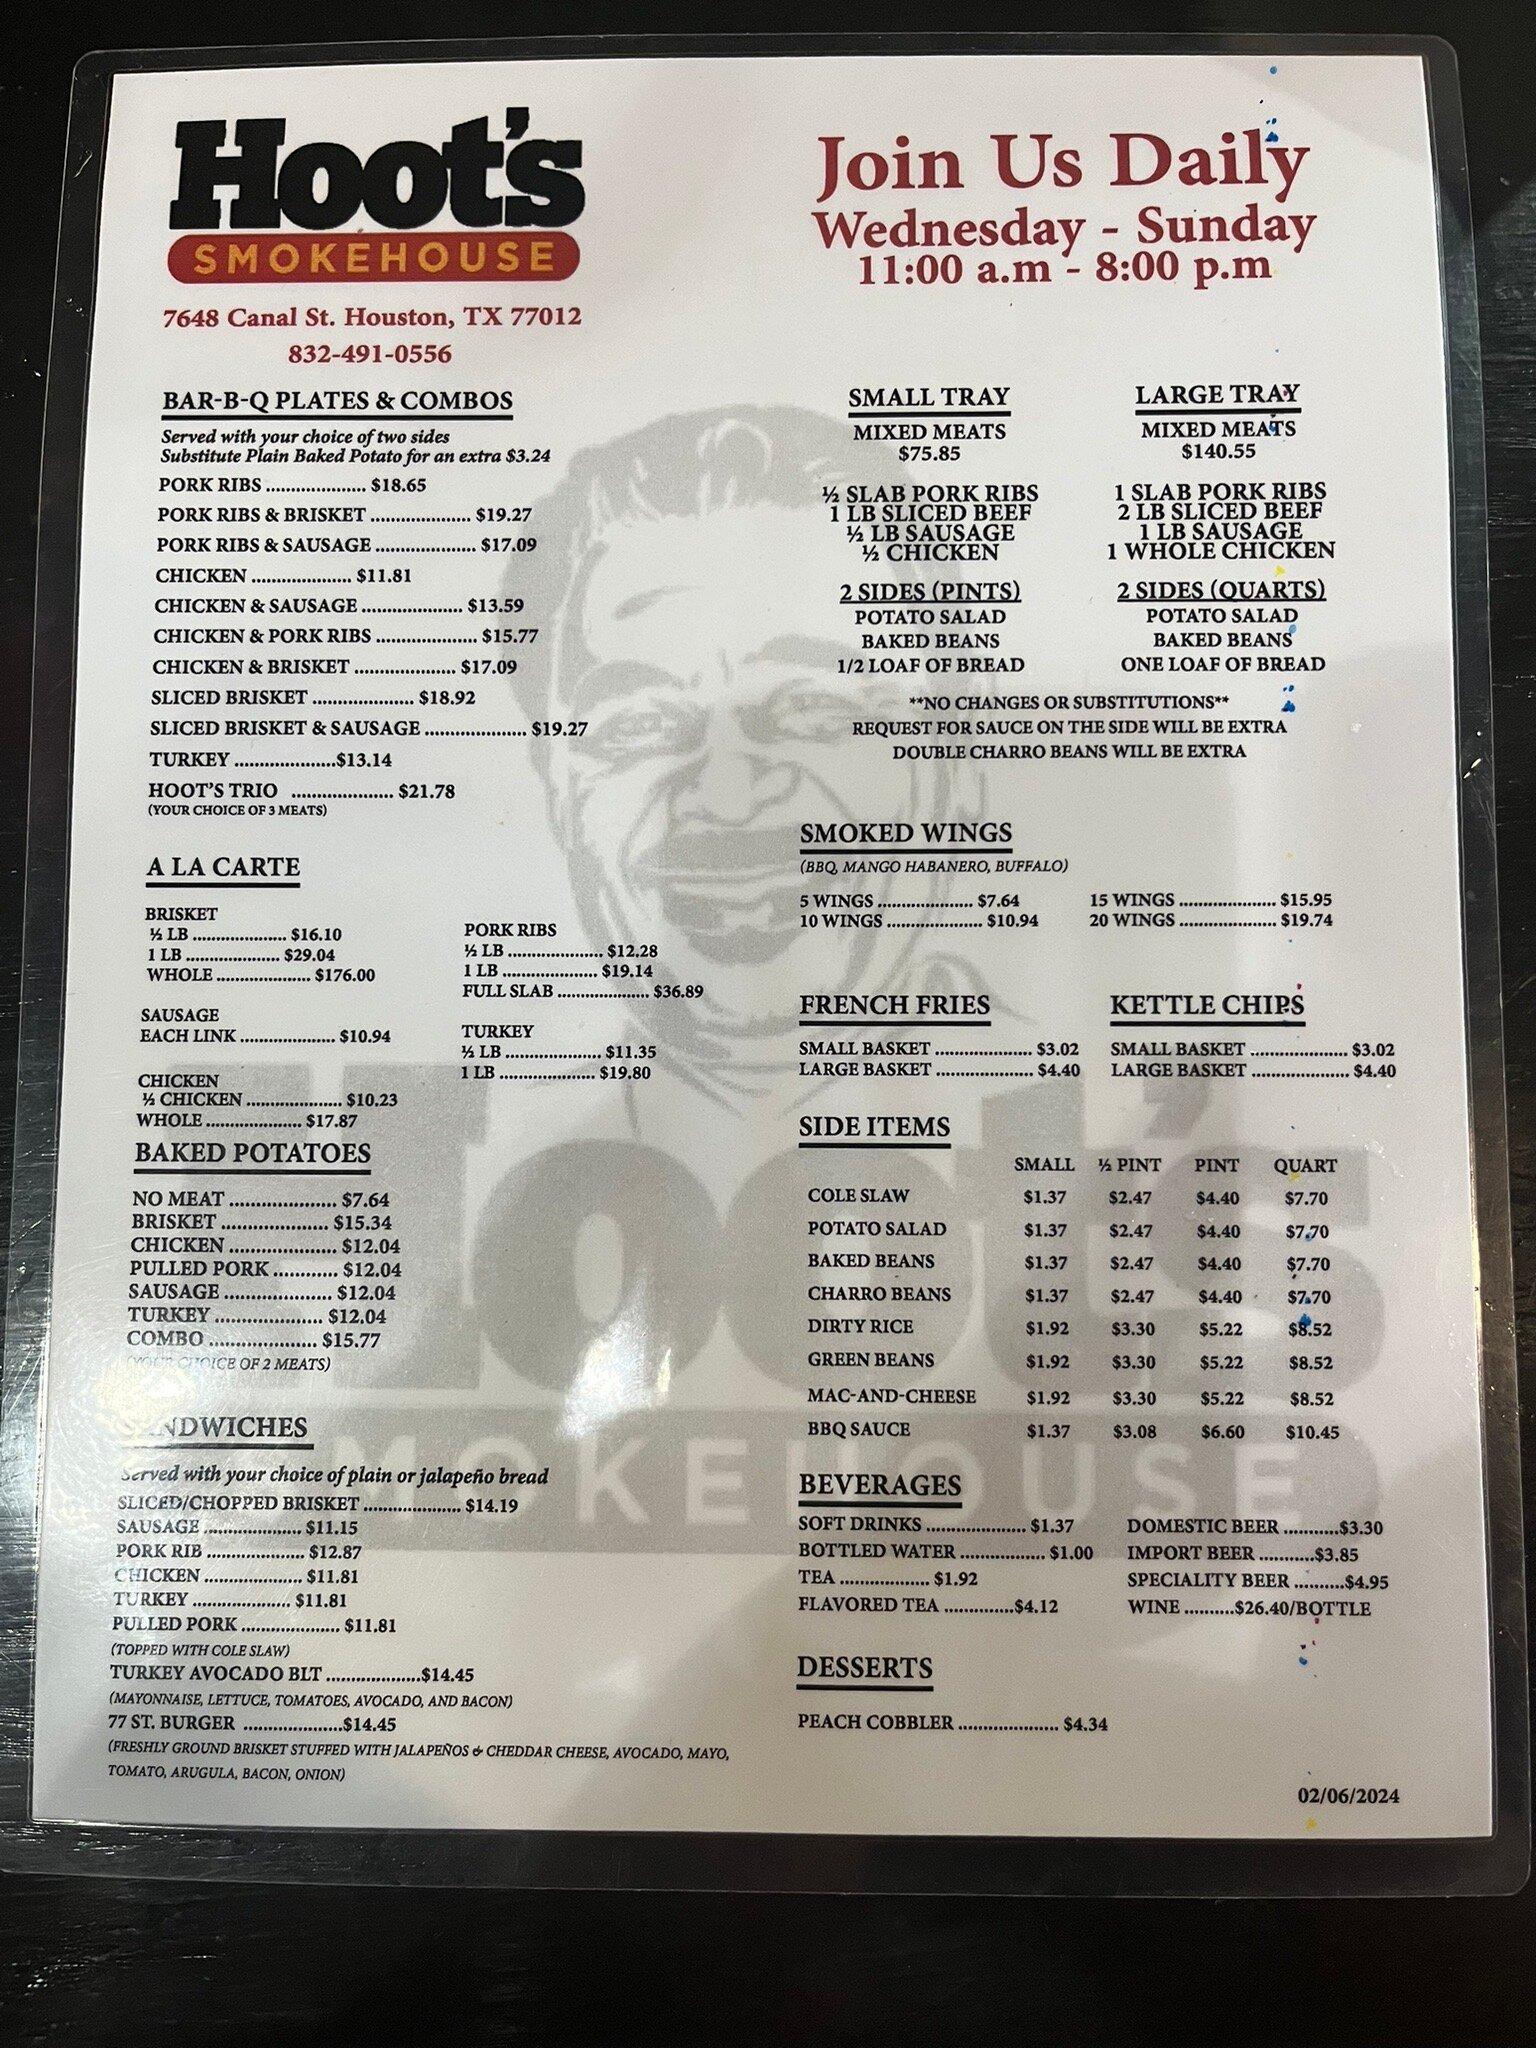 Hoot's
SMOKEHOUSE
7648 Canal St. Houston, TX 77012
832-491-0556
Join Us Daily
Wednesday - Sunday
11:00 a.m - 8:00 p.m
BAR-B-Q PLATES & COMBOS
Served with your choice of two sides
Substitute Plain Baked Potato for an extra $3.24
PORK RIBS .................... $18.65
PORK RIBS & BRISKET .................... $19.27
PORK RIBS & SAUSAGE .................... $17.09
CHICKEN .................... $11.81
CHICKEN & SAUSAGE .................... $13.59
CHICKEN & PORK RIBS .................... $15.77
CHICKEN & BRISKET .................... $17.09
SLICED BRISKET .................... $18.92
SLICED BRISKET & SAUSAGE .................... $19.27
TURKEY ....................$13.14
HOOT'S TRIO .................... $21.78
(YOUR CHOICE OF 3 MEATS)
A LA CARTE
BRISKET
½ LB .................... $16.10
1 LB .................... $29.04
WHOLE .................... $176.00
SAUSAGE
EACH LINK .................... $10.94
CHICKEN
½ CHICKEN .................... $10.23
WHOLE .................... $17.87
PORK RIBS
½ LB .................... $12.28
1 LB .................... $19.14
FULL SLAB .................... $36.89
TURKEY
½ LB .................... $11.35
1 LB .................... $19.80
BAKED POTATOES
NO MEAT .................... $7.64
BRISKET .................... $15.34
CHICKEN .................... $12.04
PULLED PORK ............ $12.04
SAUSAGE .................... $12.04
TURKEY .................... $12.04
COMBO .................... $15.77
(YOUR CHOICE OF 2 MEATS)
SANDWICHES
Served with your choice of plain or jalapeño bread
SLICED/CHOPPED BRISKET .................... $14.19
SAUSAGE .................... $11.15
PORK RIB .................... $12.87
CHICKEN .................... $11.81
TURKEY .................... $11.81
PULLED PORK .................... $11.81
(TOPPED WITH COLE SLAW)
TURKEY AVOCADO BLT ...................$14.45
(MAYONNAISE, LETTUCE, TOMATOES, AVOCADO, AND BACON)
77 ST. BURGER ....................$14.45
(FRESHLY GROUND BRISKET STUFFED WITH JALAPEÑOS & CHEDDAR CHEESE, AVOCADO, MAYO,
TOMATO, ARUGULA, BACON, ONION)
SMALL TRAY
MIXED MEATS
$75.85
½ SLAB PORK RIBS
1 LB SLICED BEEF
½ LB SAUSAGE
½ CHICKEN
2 SIDES (PINTS)
POTATO SALAD
BAKED BEANS
1/2 LOAF OF BREAD
LARGE TRAY
MIXED MEATS
$140.55
1 SLAB PORK RIBS
2 LB SLICED BEEF
1 LB SAUSAGE
1 WHOLE CHICKEN
2 SIDES (QUARTS)
POTATO SALAD
BAKED BEANS
ONE LOAF OF BREAD
**NO CHANGES OR SUBSTITUTIONS**
REQUEST FOR SAUCE ON THE SIDE WILL BE EXTRA
DOUBLE CHARRO BEANS WILL BE EXTRA
SMOKED WINGS
(BBQ, MANGO HABANERO, BUFFALO)
5 WINGS .................... $7.64
10 WINGS .................... $10.94
15 WINGS .................... $15.95
20 WINGS .................... $19.74
FRENCH FRIES
SMALL BASKET .................... $3.02
LARGE BASKET .................... $4.40
KETTLE CHIPS
SMALL BASKET .................... $3.02
LARGE BASKET .................... $4.40
SIDE ITEMS
SMALL ½ PINT PINT QUART
COLE SLAW $1.37 $2.47 $4.40 $7.70
POTATO SALAD $1.37 $2.47 $4.40 $7.70
BAKED BEANS $1.37 $2.47 $4.40 $7.70
CHARRO BEANS $1.37 $2.47 $4.40 $7.70
DIRTY RICE $1.92 $3.30 $5.22 $8.52
GREEN BEANS $1.92 $3.30 $5.22 $8.52
MAC-AND-CHEESE $1.92 $3.30 $5.22 $8.52
BBQ SAUCE $1.37 $3.08 $6.60 $10.45
BEVERAGES
SOFT DRINKS .................... $1.37
BOTTLED WATER ................. $1.00
TEA .................. $1.92
FLAVORED TEA ..............$4.12
DOMESTIC BEER ...........$3.30
IMPORT BEER ...........$3.85
SPECIALITY BEER ..........$4.95
WINE ..........$26.40/BOTTLE
DESSERTS
PEACH COBBLER .................... $4.34
02/06/2024
Hoot's
SMOKEHOUSE